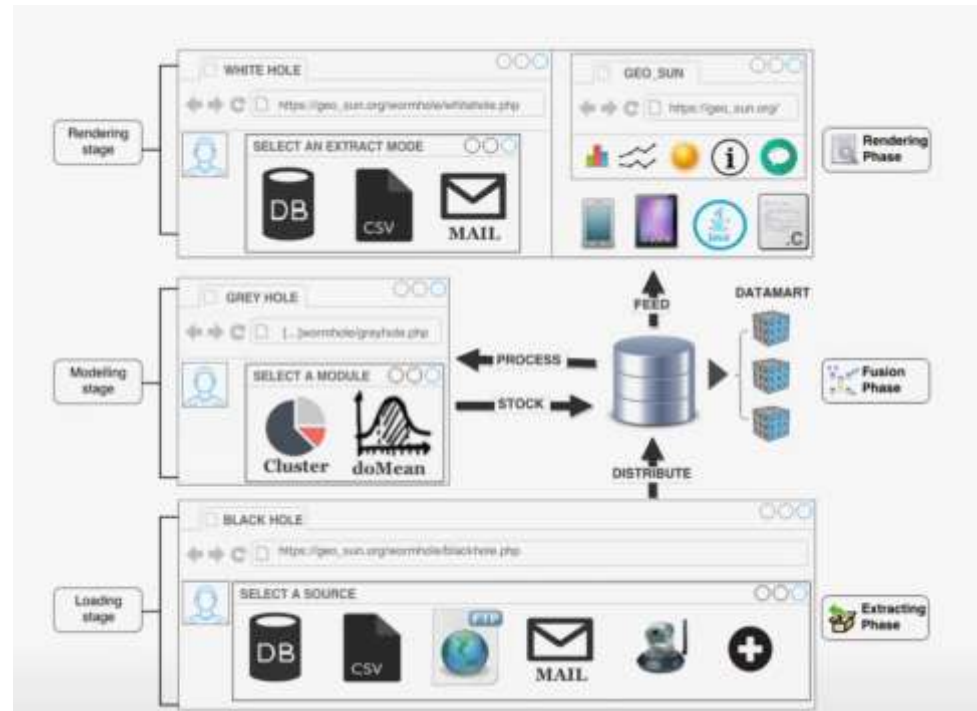 WHITE HOLE
https://geo_sun.org/wormhole/whitehole.php
SELECT AN EXTRACT MODE
DB
CSV
MAIL
Rendering
stage
GEO_SUN
https://geo_sun.org/
i
Java
.C
Rendering
Phase
GREY HOLE
[...]wormhole/greyhole.php
SELECT A MODULE
Cluster
doMean
Modelling
stage
PROCESS
STOCK
FEED
DISTRIBUTE
DATAMART
Fusion
Phase
BLACK HOLE
https://geo_sun.org/wormhole/blackhole.php
SELECT A SOURCE
DB
CSV
FTP
MAIL
Loading
stage
Extracting
Phase